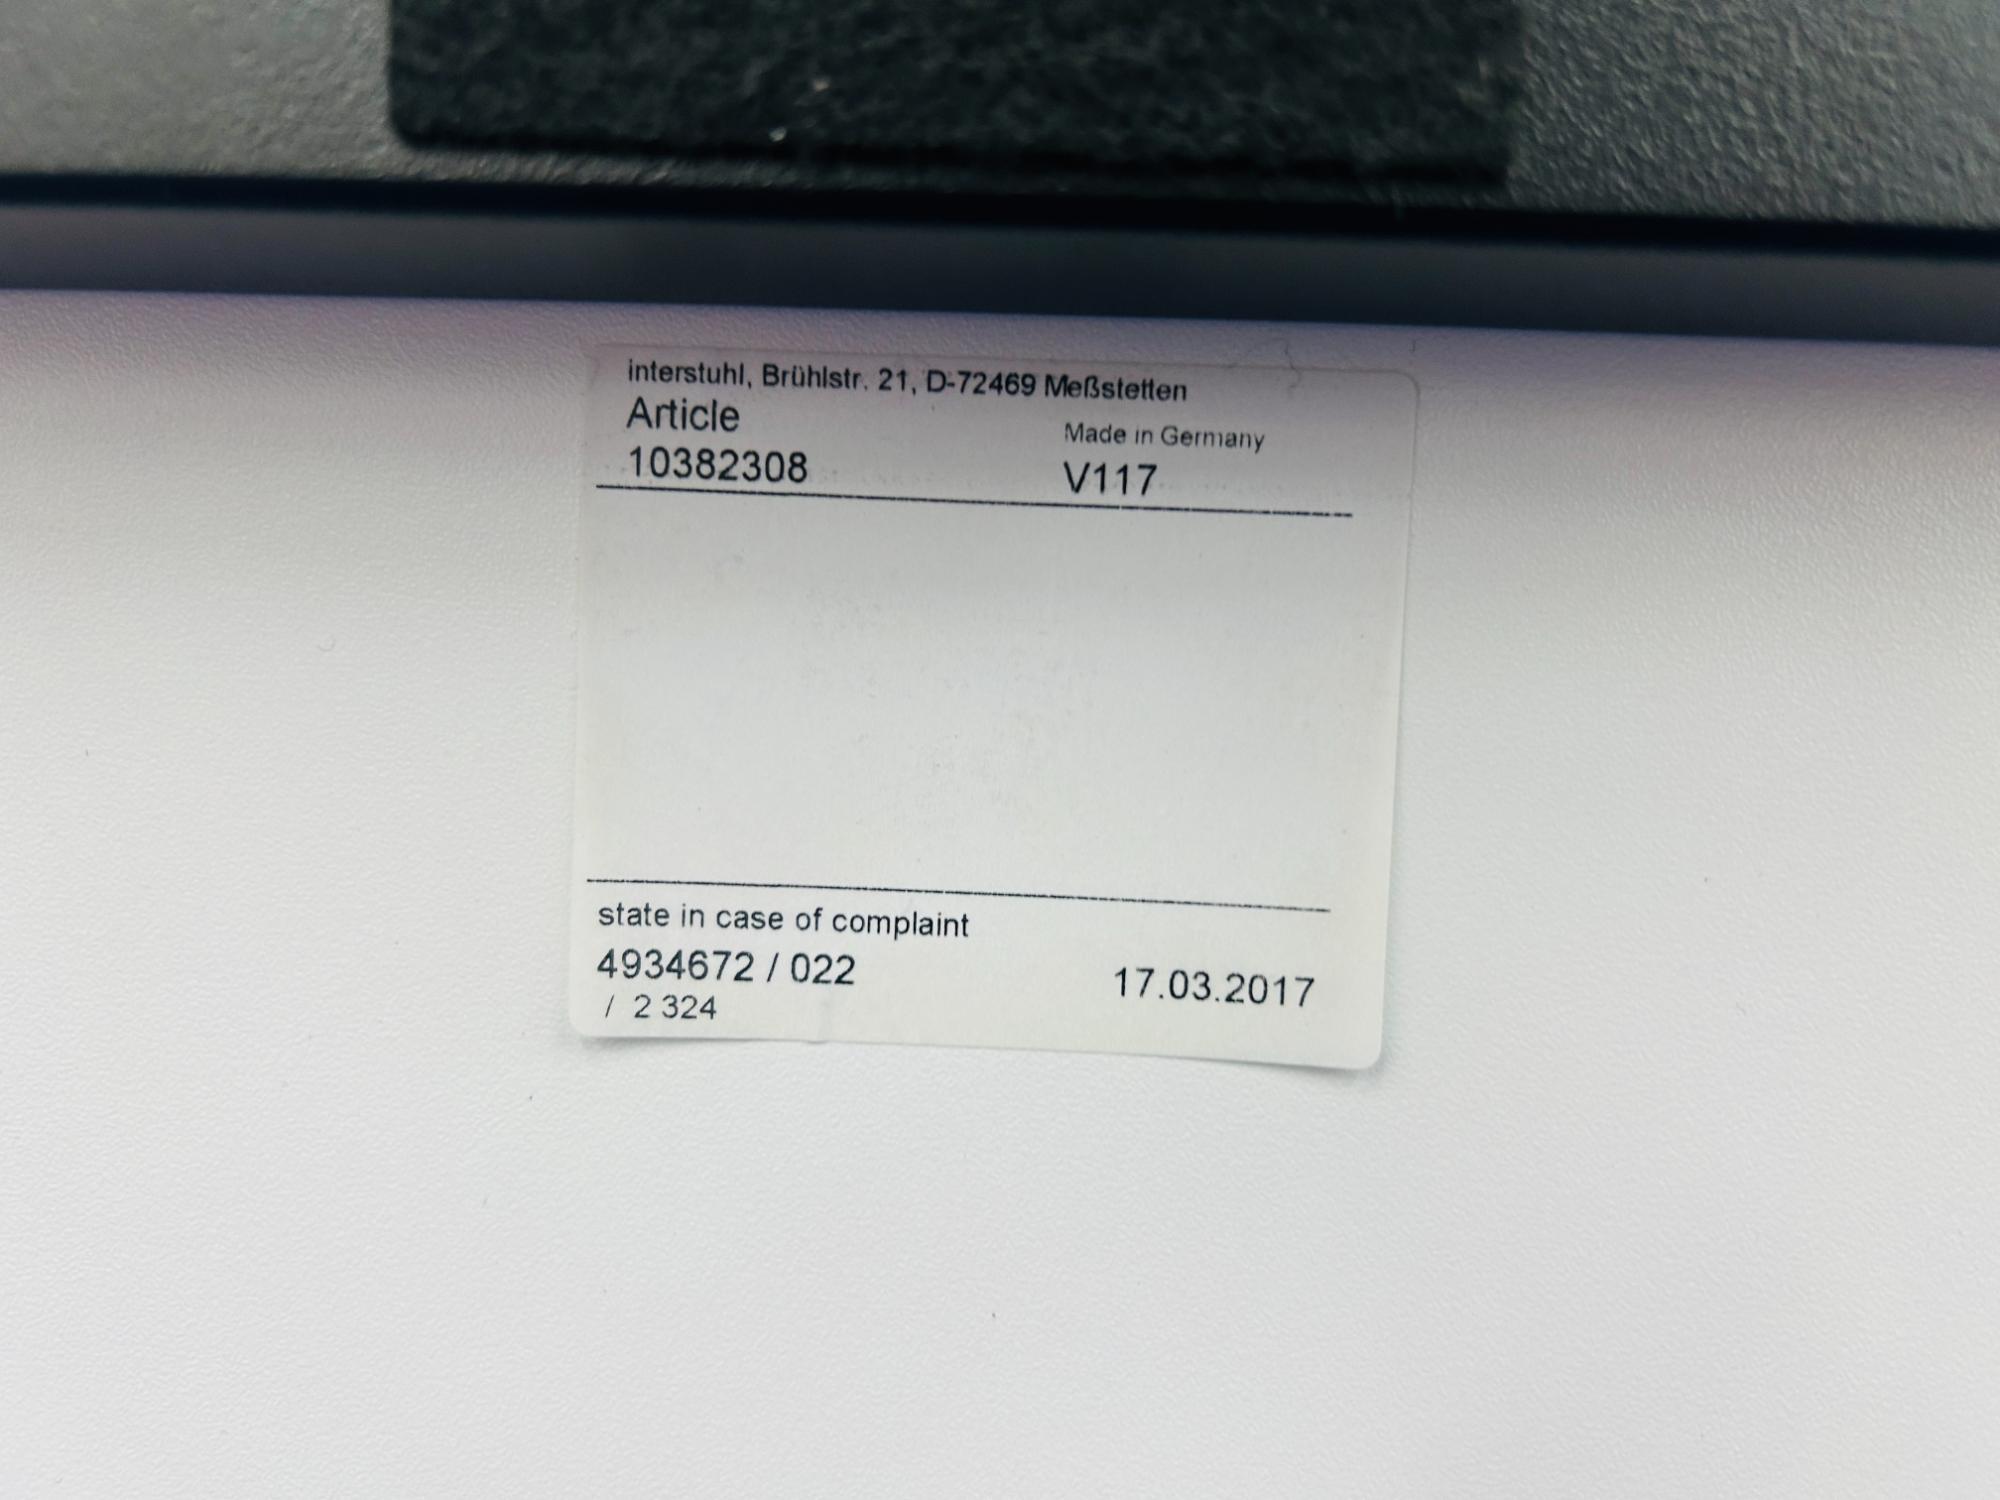 interstuhl, Brühlstr. 21, D-72469 Meßstetten
Article
Made in Germany
10382308
V117
state in case of complaint
4934672 / 022
17.03.2017
/ 2 324